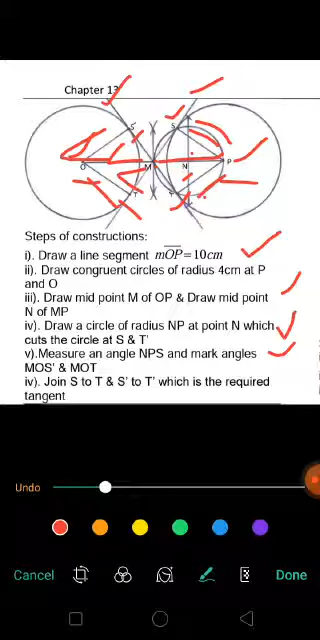 Chapter 13
S'
S
O
M
N
P
T
T'
Steps of constructions:
i). Draw a line segment mOP = 10cm
ii). Draw congruent circles of radius 4cm at P
and O
iii). Draw mid point M of OP & Draw mid point
N of MP
iv). Draw a circle of radius NP at point N which
cuts the circle at S & T'
v).Measure an angle NPS and mark angles
MOS' & MOT
iv). Join S to T & S' to T' which is the required
tangent
Undo
Cancel
Done